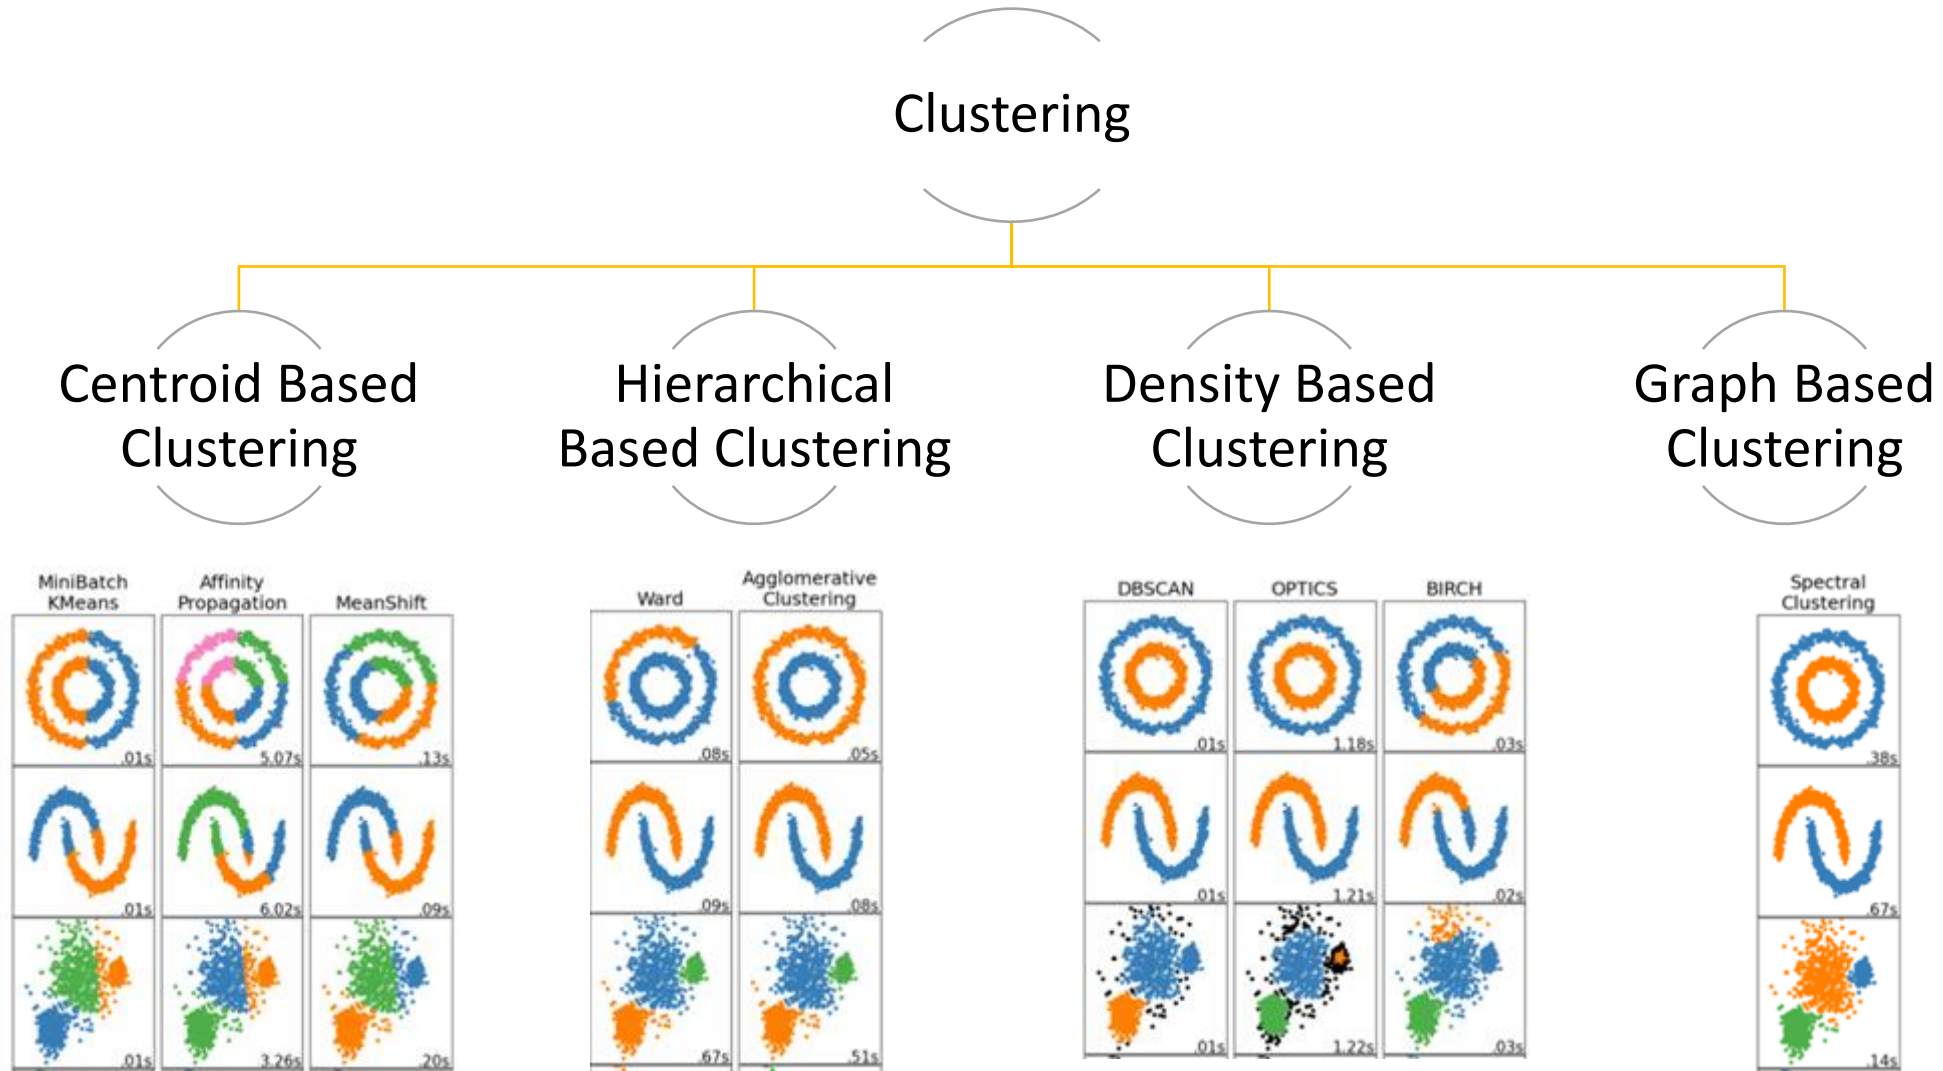 Clustering
Centroid Based
Clustering
Hierarchical
Based Clustering
Density Based
Clustering
Graph Based
Clustering
MiniBatch
KMeans
Affinity
Propagation
MeanShift
.01s
5.07s
.13s
.01s
6.02s
.09s
.01s
3.26s
.20s
Ward
Agglomerative
Clustering
.08s
.05s
.09s
.08s
.67s
.51s
DBSCAN
OPTICS
BIRCH
.01s
1.18s
.03s
.01s
1.21s
.02s
.01s
1.22s
.03s
Spectral
Clustering
.38s
.67s
.14s